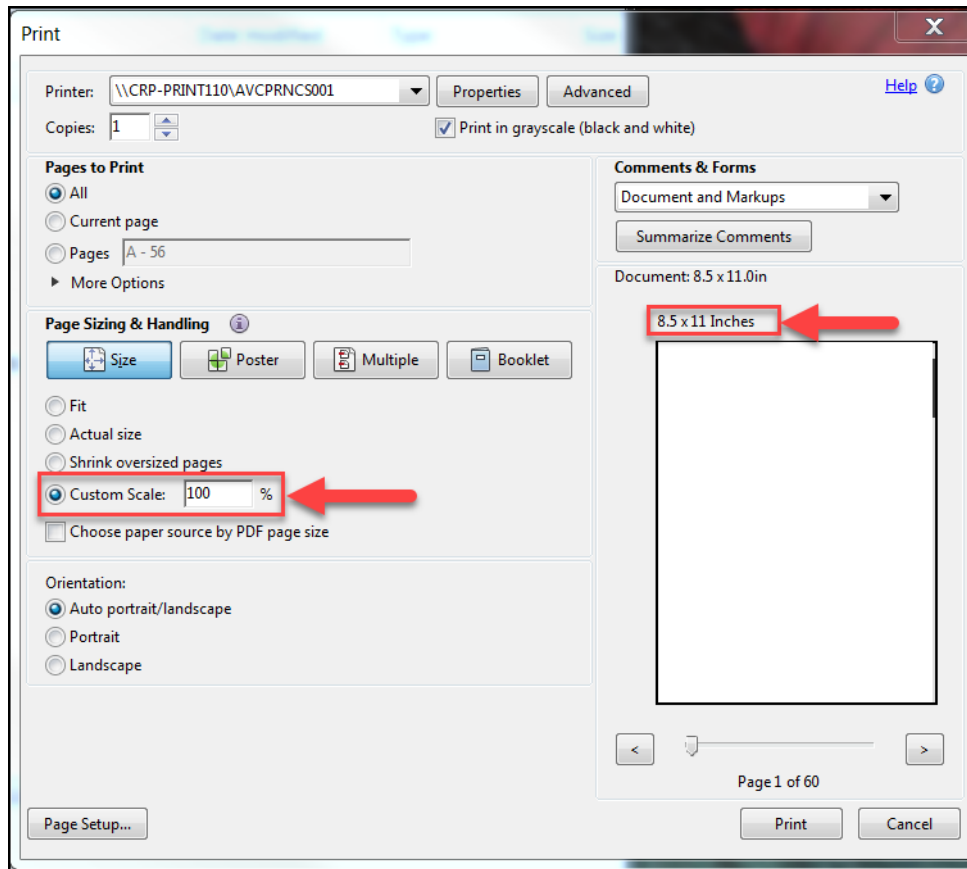 Print
X
Printer: \\CRP-PRINT110\AVCPRNCS001 Properties Advanced Help
Copies: 1 Print in grayscale (black and white)
Pages to Print
All
Current page
Pages A - 56
More Options
Comments & Forms
Document and Markups
Summarize Comments
Page Sizing & Handling
Size Poster Multiple Booklet
Fit
Actual size
Shrink oversized pages
Custom Scale: 100 %
Choose paper source by PDF page size
Orientation:
Auto portrait/landscape
Portrait
Landscape
Document: 8.5 x 11.0in
8.5 x 11 Inches
< >
Page 1 of 60
Page Setup... Print Cancel